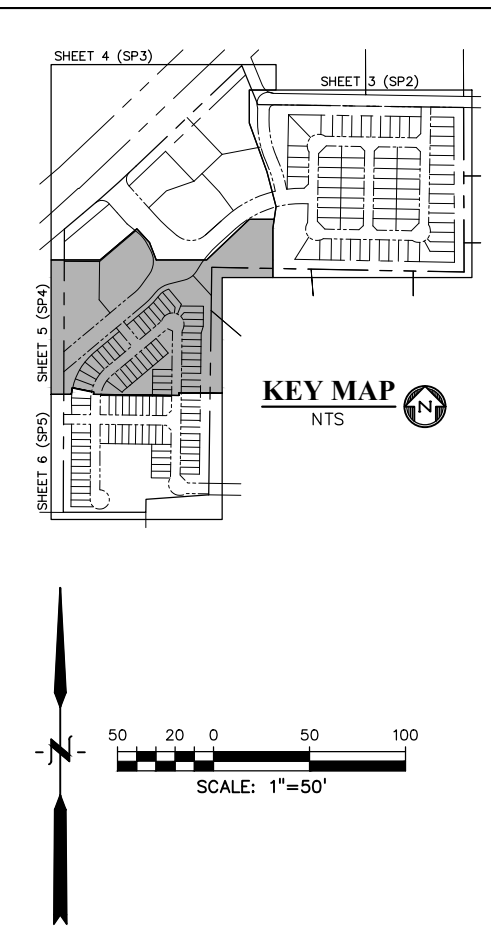 SHEET 4 (SP3)
SHEET 3 (SP2)
SHEET 5 (SP4)
SHEET 6 (SP5)
KEY MAP
NTS
N
N
50 20 0 50 100
SCALE: 1"=50'